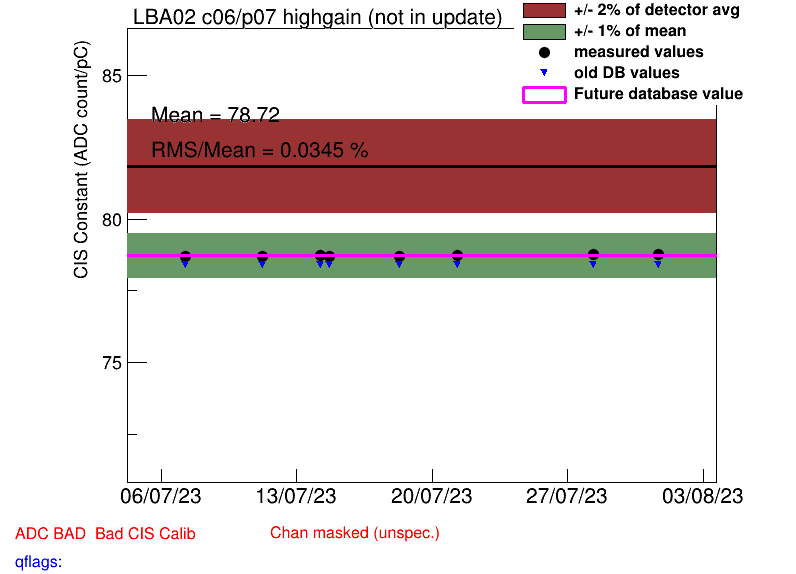 LBA02 c06/p07 highgain (not in update)
+/- 2% of detector avg
+/- 1% of mean
measured values
old DB values
Future database value
CIS Constant (ADC count/pC)
85
80
75
Mean = 78.72
RMS/Mean = 0.0345 %
06/07/23 13/07/23 20/07/23 27/07/23 03/08/23
ADC BAD  Bad CIS Calib Chan masked (unspec.)
qflags: